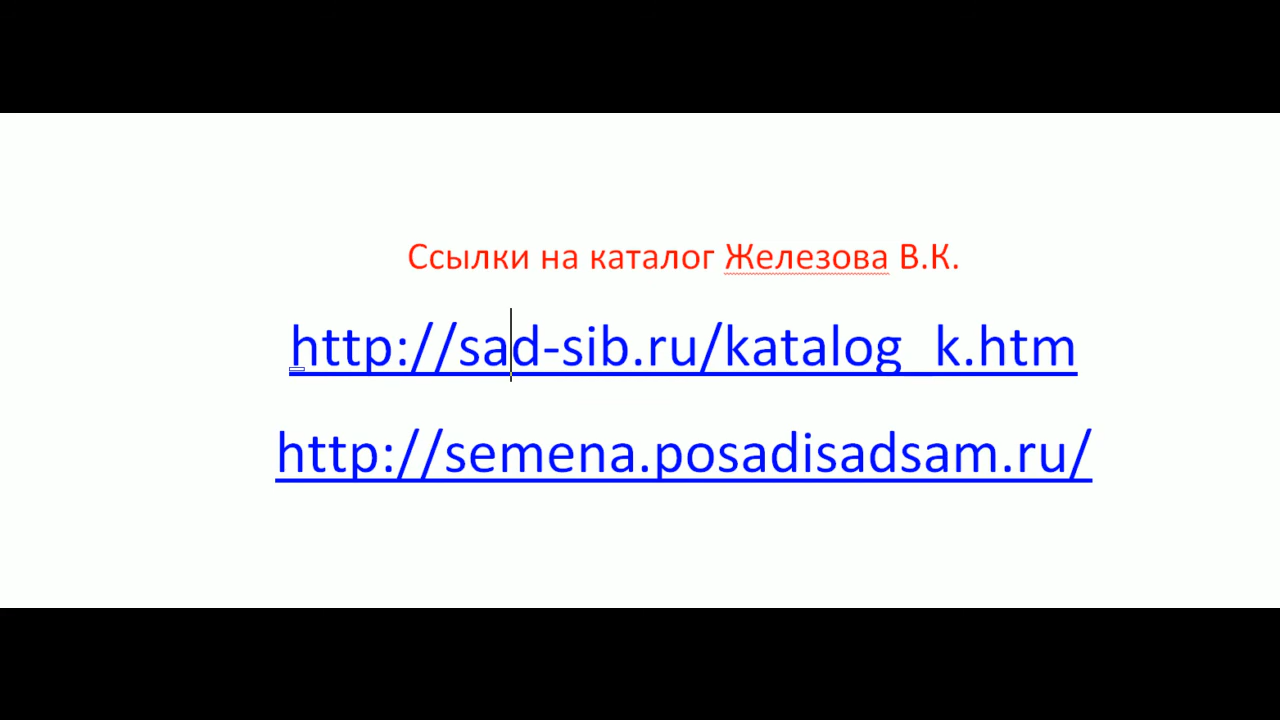 Ссылки на каталог Железова В.К.
http://sad-sib.ru/katalog_k.htm
http://semena.posadisadsam.ru/